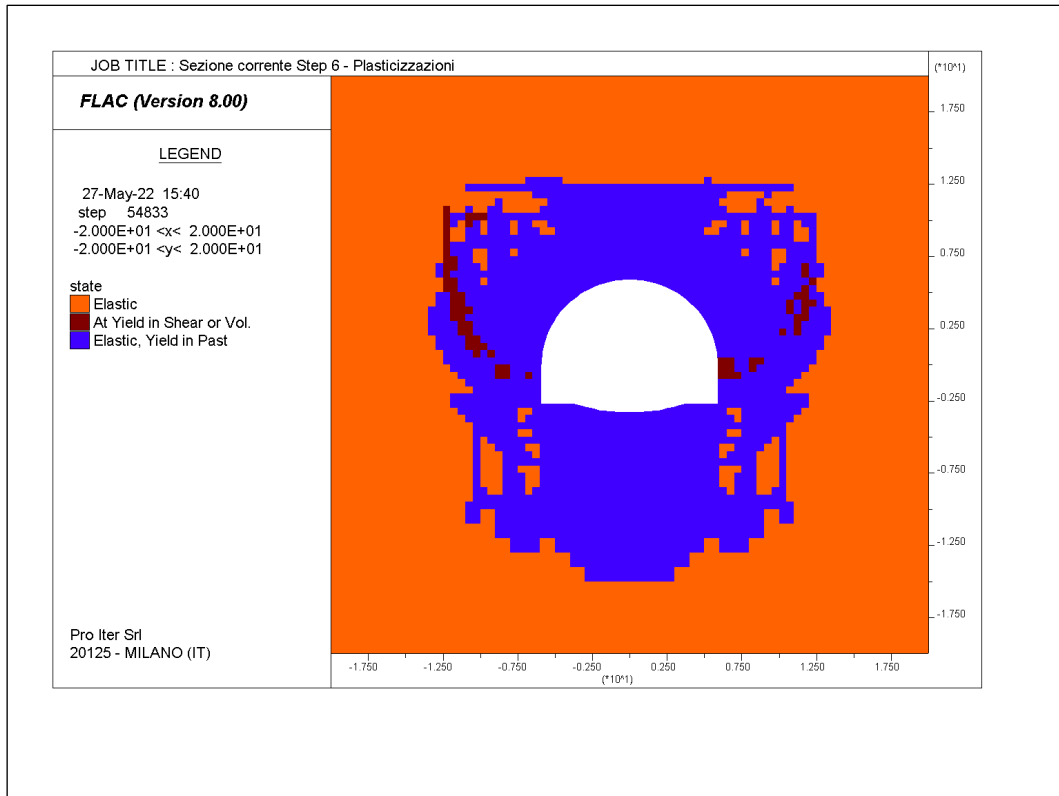 JOB TITLE : Sezione corrente Step 6 - Plasticizzazioni
FLAC (Version 8.00)
LEGEND
27-May-22 15:40
step 54833
-2.000E+01 <x< 2.000E+01
-2.000E+01 <y< 2.000E+01
state
Elastic
At Yield in Shear or Vol.
Elastic, Yield in Past
Pro Iter Srl
20125 - MILANO (IT)
(*10^1)
1.750
1.250
0.750
0.250
-0.250
-0.750
-1.250
-1.750
-1.750 -1.250 -0.750 -0.250 0.250 0.750 1.250 1.750
(*10^1)